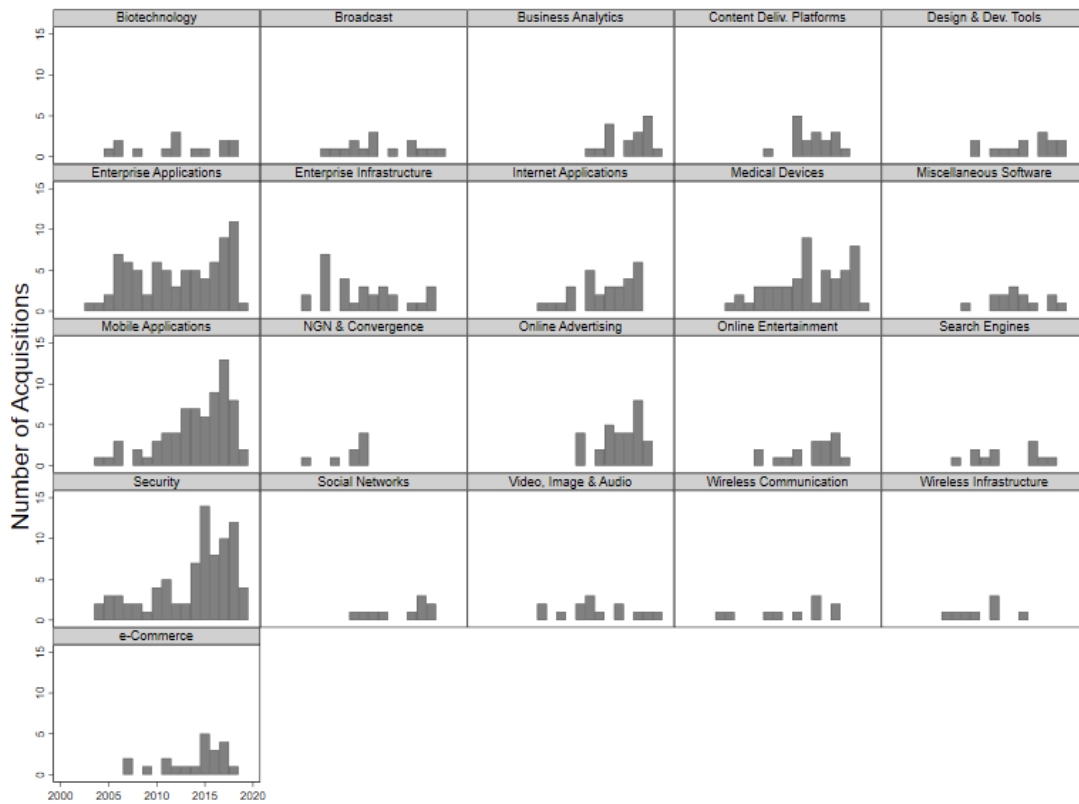 Biotechnology Broadcast Business Analytics Content Deliv. Platforms Design & Dev. Tools
15
10
5
0
Enterprise Applications Enterprise Infrastructure Internet Applications Medical Devices Miscellaneous Software
15
10
5
0
Mobile Applications NGN & Convergence Online Advertising Online Entertainment Search Engines
15
10
5
0
Security Social Networks Video, Image & Audio Wireless Communication Wireless Infrastructure
15
10
5
0
e-Commerce
15
10
5
0
2000 2005 2010 2015 2020
Number of Acquisitions